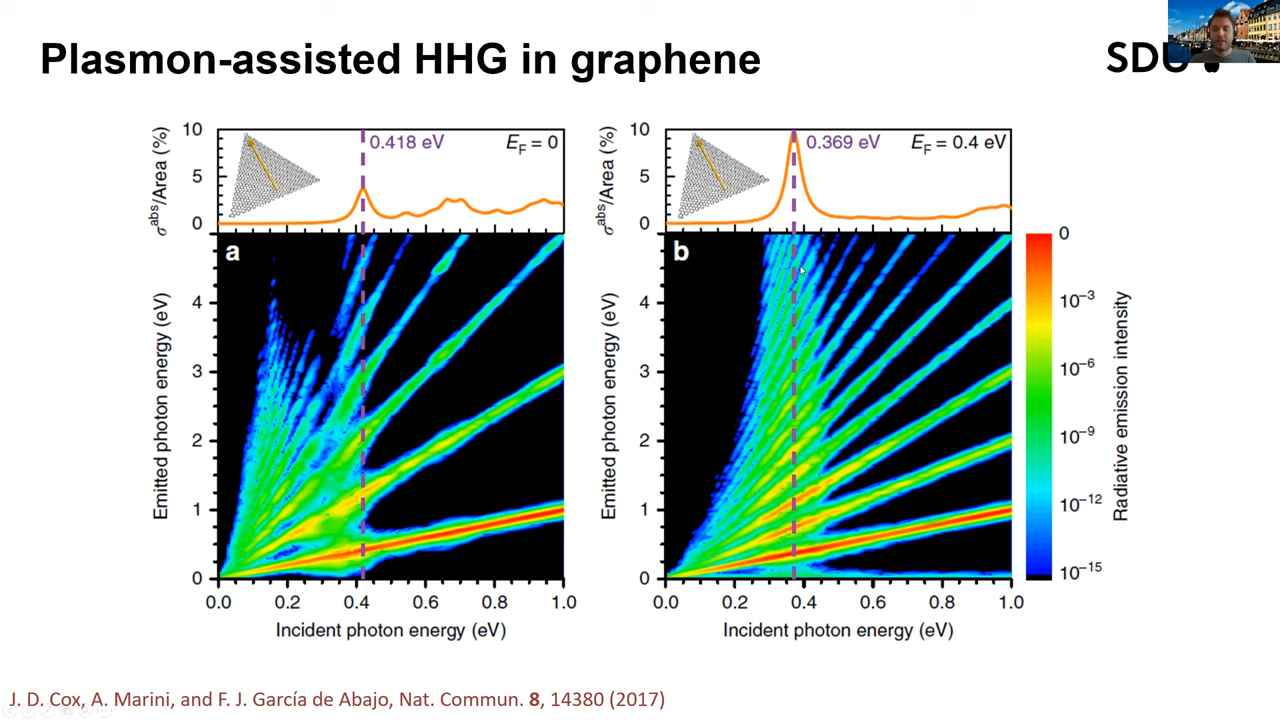 Plasmon-assisted HHG in graphene
SDU
σabs/Area (%)
10
5
0
0.418 eV
EF = 0
a
Emitted photon energy (eV)
4
3
2
1
0
0.0 0.2 0.4 0.6 0.8 1.0
Incident photon energy (eV)
σabs/Area (%)
10
5
0
0.369 eV
EF = 0.4 eV
b
Emitted photon energy (eV)
4
3
2
1
0
0.0 0.2 0.4 0.6 0.8 1.0
Incident photon energy (eV)
0
10−3
10−6
10−9
10−12
10−15
Radiative emission intensity
J. D. Cox, A. Marini, and F. J. García de Abajo, Nat. Commun. 8, 14380 (2017)